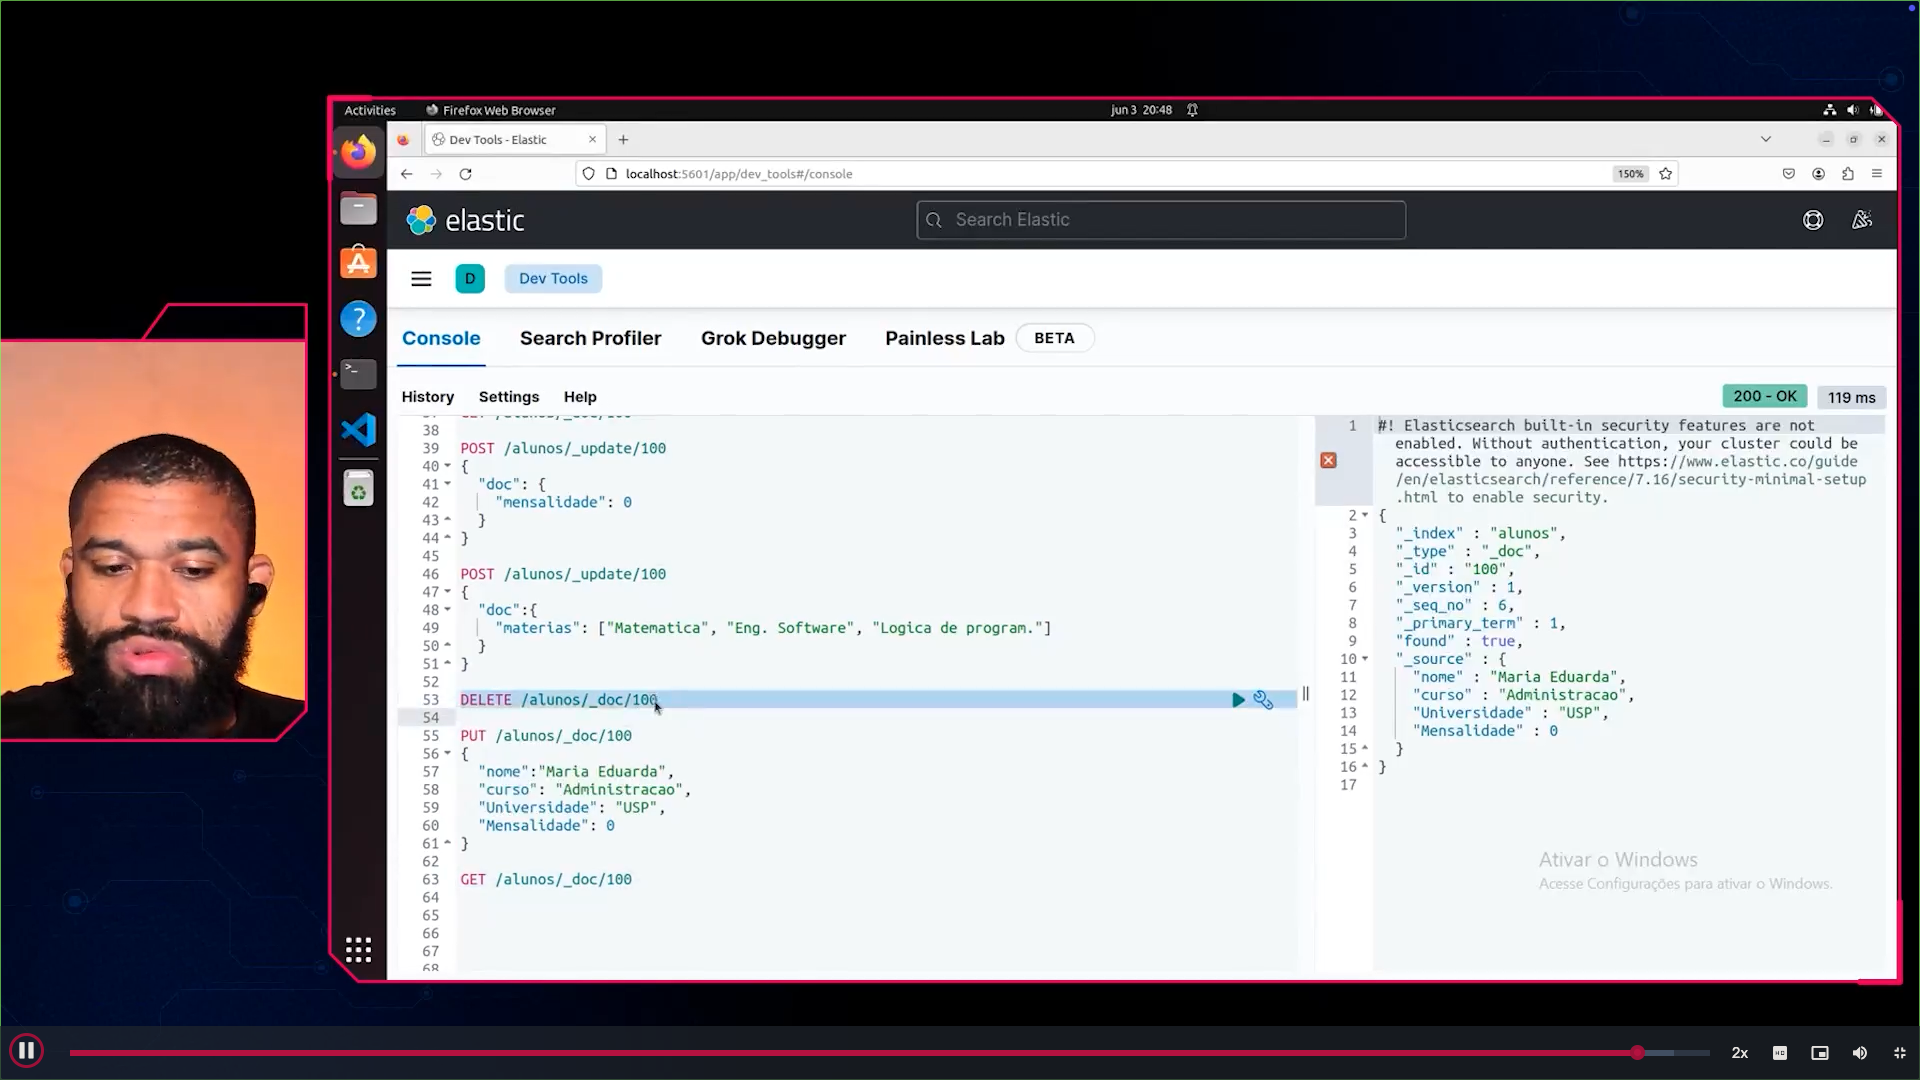 Activities
Firefox Web Browser
jun 3 20:48
Dev Tools - Elastic
localhost:5601/app/dev_tools#/console
150%
elastic
Search Elastic
D
Dev Tools
Console
Search Profiler
Grok Debugger
Painless Lab
BETA
History
Settings
Help
200 - OK
119 ms
38
39 POST /alunos/_update/100
40 {
41 "doc": {
42 "mensalidade": 0
43 }
44 }
45
46 POST /alunos/_update/100
47 {
48 "doc":{
49 "materias": ["Matematica", "Eng. Software", "Logica de program."]
50 }
51 }
52
53 DELETE /alunos/_doc/100
54
55 PUT /alunos/_doc/100
56 {
57 "nome":"Maria Eduarda",
58 "curso": "Administracao",
59 "Universidade": "USP",
60 "Mensalidade": 0
61 }
62
63 GET /alunos/_doc/100
64
65
66
67
68
1 #! Elasticsearch built-in security features are not
enabled. Without authentication, your cluster could be
accessible to anyone. See https://www.elastic.co/guide
/en/elasticsearch/reference/7.16/security-minimal-setup
.html to enable security.
2 {
3 "_index" : "alunos",
4 "_type" : "_doc",
5 "_id" : "100",
6 "_version" : 1,
7 "_seq_no" : 6,
8 "_primary_term" : 1,
9 "found" : true,
10 "_source" : {
11 "nome" : "Maria Eduarda",
12 "curso" : "Administracao",
13 "Universidade" : "USP",
14 "Mensalidade" : 0
15 }
16 }
17
Ativar o Windows
Acesse Configurações para ativar o Windows.
2x